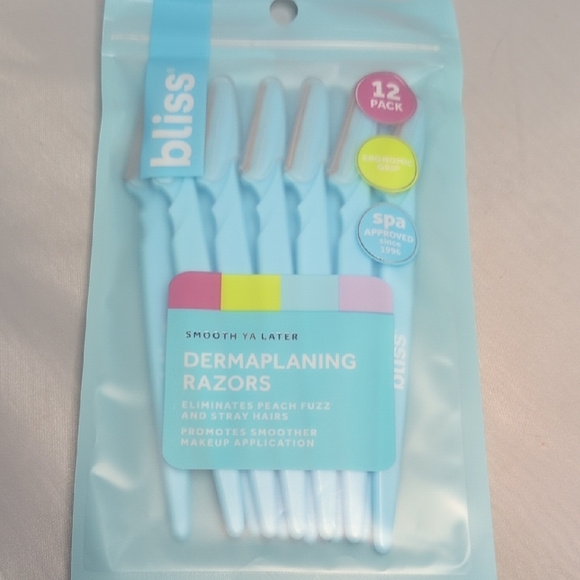 bliss
12
PACK
ERGONOMIC
GRIP
spa
APPROVED
since
1996
SMOOTH YA LATER
DERMAPLANING
RAZORS
ELIMINATES PEACH FUZZ
AND STRAY HAIRS
PROMOTES SMOOTHER
MAKEUP APPLICATION
bliss